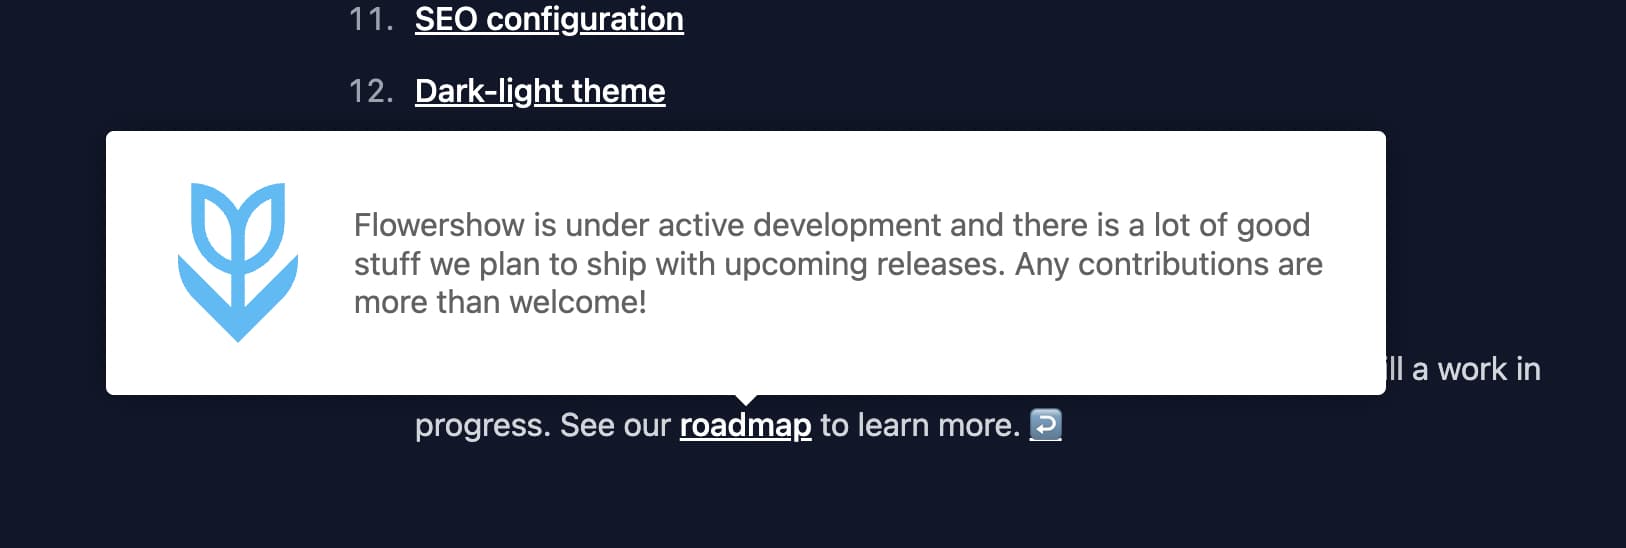 11. SEO configuration
12. Dark-light theme
Flowershow is under active development and there is a lot of good
stuff we plan to ship with upcoming releases. Any contributions are
more than welcome!
a work in
progress. See our roadmap to learn more. ↩